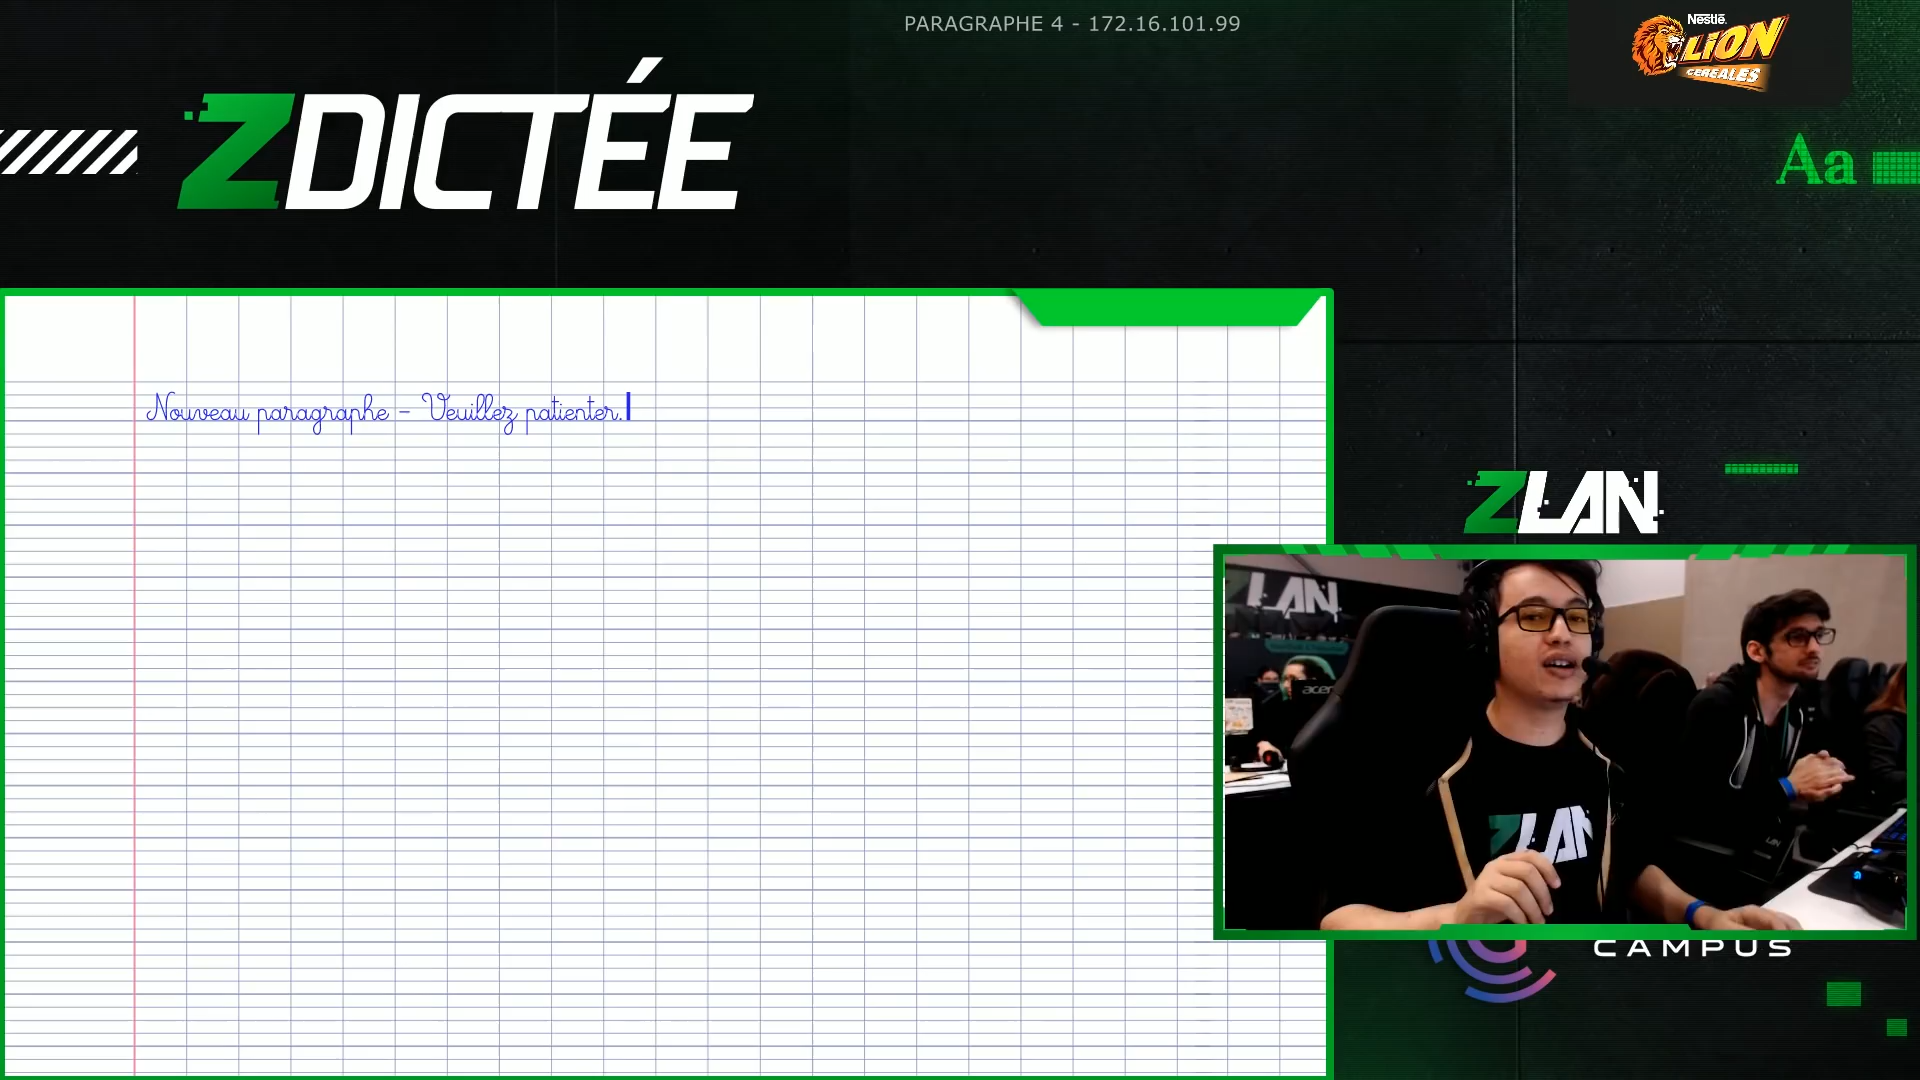 PARAGRAPHE 4 - 172.16.101.99
Nestlé
LION
CEREALES
ZDICTÉE
Aa
Nouveau paragraphe - Veuillez patienter.
ZLAN
ZLAN
acer
ZLAN
CAMPUS